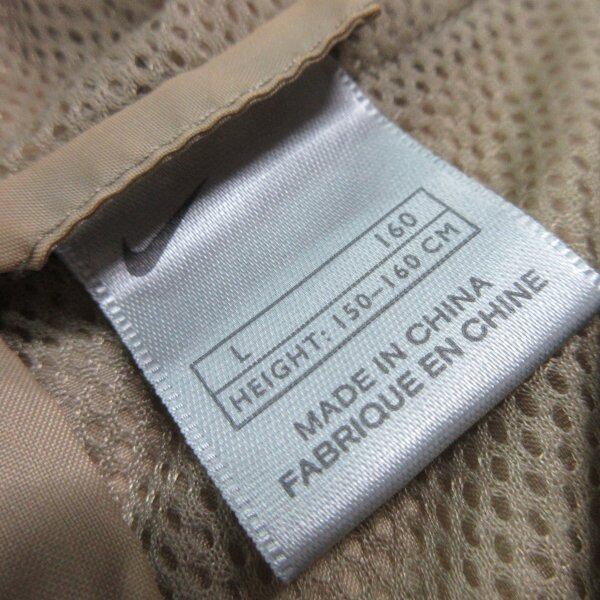 L 160
HEIGHT: 150–160 CM
MADE IN CHINA
FABRIQUE EN CHINE